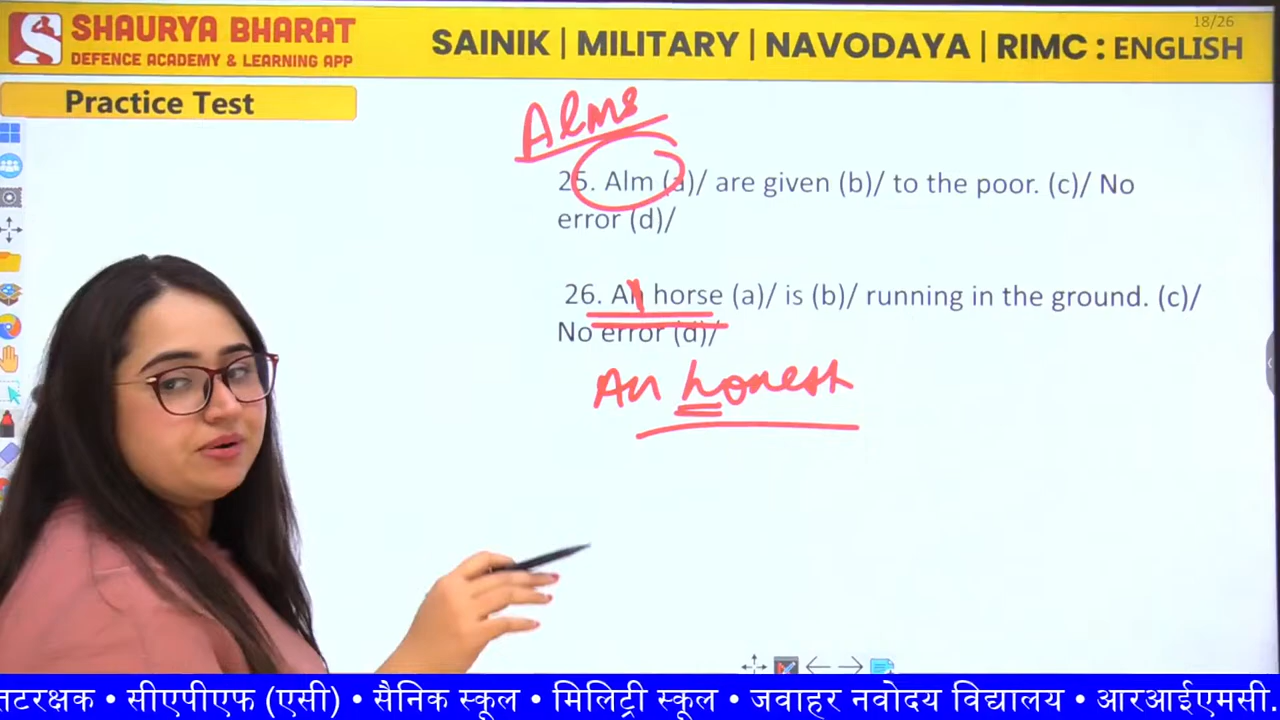 SHAURYA BHARAT
DEFENCE ACADEMY & LEARNING APP
SAINIK | MILITARY | NAVODAYA | RIMC : ENGLISH
18/26
Practice Test
Alms
25. Alm (a)/ are given (b)/ to the poor. (c)/ No
error (d)/
26. An horse (a)/ is (b)/ running in the ground. (c)/
No error (d)/
An honest
तटरक्षक • सीएपीएफ (एसी) • सैनिक स्कूल • मिलिट्री स्कूल • जवाहर नवोदय विद्यालय • आरआईएमसी.